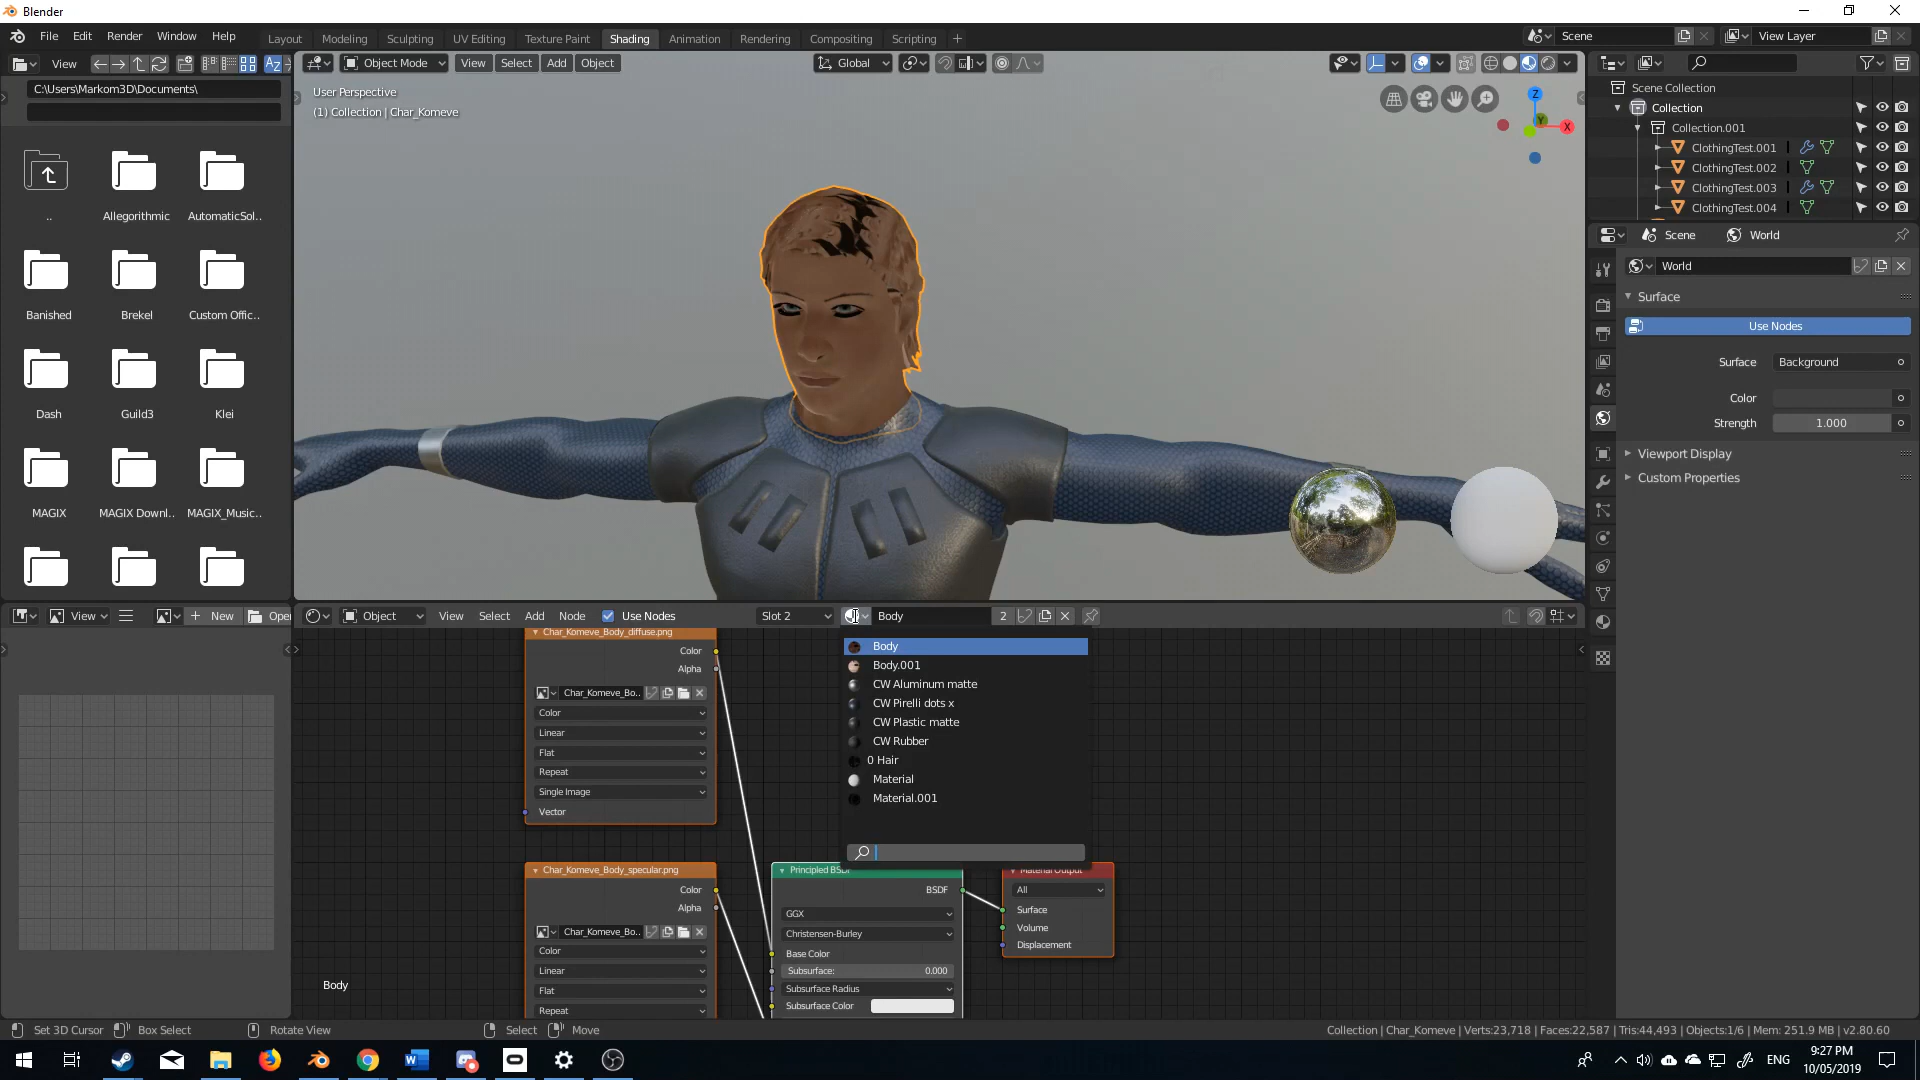 Blender
File Edit Render Window Help
Layout Modeling Sculpting UV Editing Texture Paint Shading Animation Rendering Compositing Scripting +
Scene
View Layer
View
C:\Users\Markom3D\Documents\
Object Mode View Select Add Object
Global
User Perspective
(1) Collection | Char_Komeve
Z
Y
X
..
Allegorithmic
AutomaticSol..
Banished
Brekel
Custom Offic..
Dash
Guild3
Klei
MAGIX
MAGIX Downl..
MAGIX_Music..
Scene Collection
Collection
Collection.001
ClothingTest.001
ClothingTest.002
ClothingTest.003
ClothingTest.004
Scene World
World
Surface
Use Nodes
Surface Background
Color
Strength 1.000
Viewport Display
Custom Properties
View New Open
Object View Select Add Node Use Nodes
Slot 2
Body 2
Body
Body.001
CW Aluminum matte
CW Pirelli dots x
CW Plastic matte
CW Rubber
0 Hair
Material
Material.001
Char_Komeve_Body_diffuse.png
Color
Alpha
Char_Komeve_Bo..
Color
Linear
Flat
Repeat
Single Image
Vector
Char_Komeve_Body_specular.png
Color
Alpha
Char_Komeve_Bo..
Color
Linear
Flat
Repeat
Principled BSDF
BSDF
GGX
Christensen-Burley
Base Color
Subsurface: 0.000
Subsurface Radius
Subsurface Color
Material Output
All
Surface
Volume
Displacement
Body
Set 3D Cursor Box Select Rotate View Select Move
Collection | Char_Komeve | Verts:23,718 | Faces:22,587 | Tris:44,493 | Objects:1/6 | Mem: 251.9 MB | v2.80.60
ENG
9:27 PM
10/05/2019